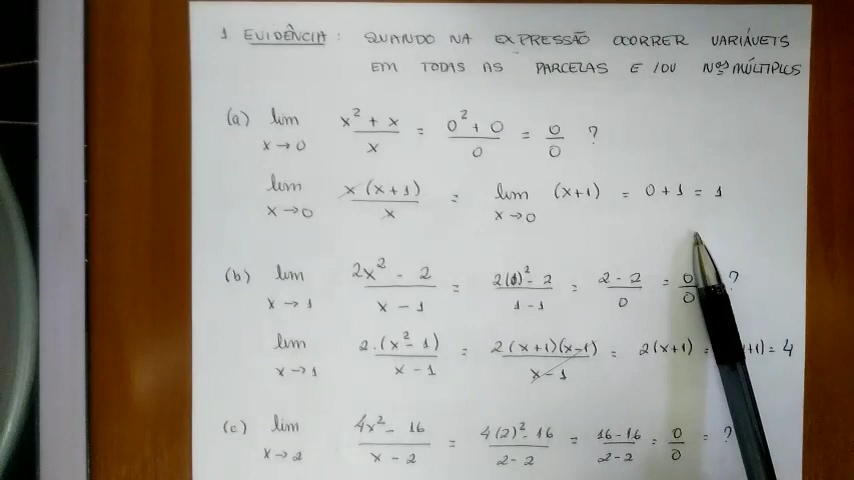 1 EVIDÊNCIA : QUANDO NA EXPRESSÃO OCORRER VARIÁVEIS
EM TODAS AS PARCELAS E/OU Nºs MÚLTIPLOS
(a) lim x→0 (x² + x)/x = (0² + 0)/0 = 0/0 ?
lim x→0 x(x+1)/x = lim x→0 (x+1) = 0+1 = 1
(b) lim x→1 (2x² - 2)/(x - 1) = (2(1)² - 2)/(1 - 1) = (2 - 2)/0 = 0/0 ?
lim x→1 2.(x² - 1)/(x - 1) = 2(x+1)(x-1)/(x - 1) = 2(x+1) = +1) = 4
(c) lim x→2 (4x² - 16)/(x - 2) = (4(2)² - 16)/(2 - 2) = (16 - 16)/(2 - 2) = 0/0 = ?